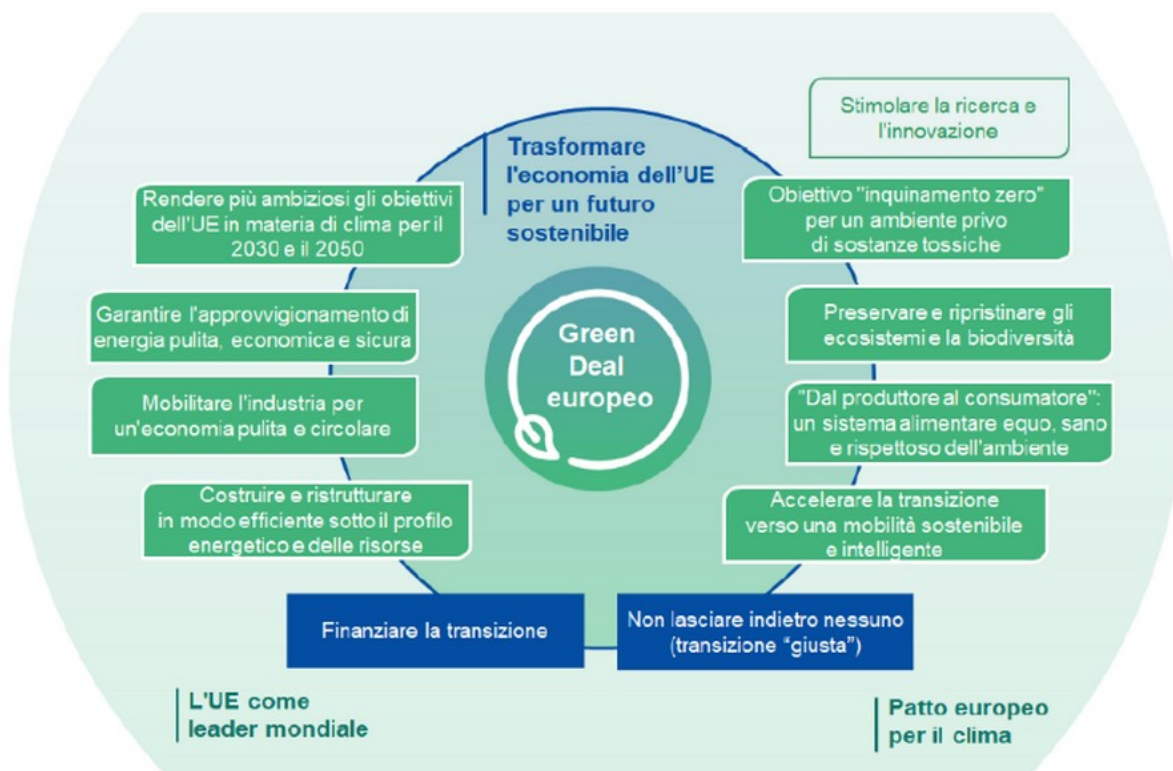 Stimolare la ricerca e
l'innovazione
Trasformare
l'economia dell'UE
per un futuro
sostenibile
Rendere più ambiziosi gli obiettivi
dell'UE in materia di clima per il
2030 e il 2050
Obiettivo "inquinamento zero"
per un ambiente privo
di sostanze tossiche
Garantire l'approvvigionamento di
energia pulita, economica e sicura
Preservare e ripristinare gli
ecosistemi e la biodiversità
Green
Deal
europeo
Mobilitare l'industria per
un'economia pulita e circolare
"Dal produttore al consumatore":
un sistema alimentare equo, sano
e rispettoso dell'ambiente
Costruire e ristrutturare
in modo efficiente sotto il profilo
energetico e delle risorse
Accelerare la transizione
verso una mobilità sostenibile
e intelligente
Finanziare la transizione
Non lasciare indietro nessuno
(transizione “giusta”)
L'UE come
leader mondiale
Patto europeo
per il clima